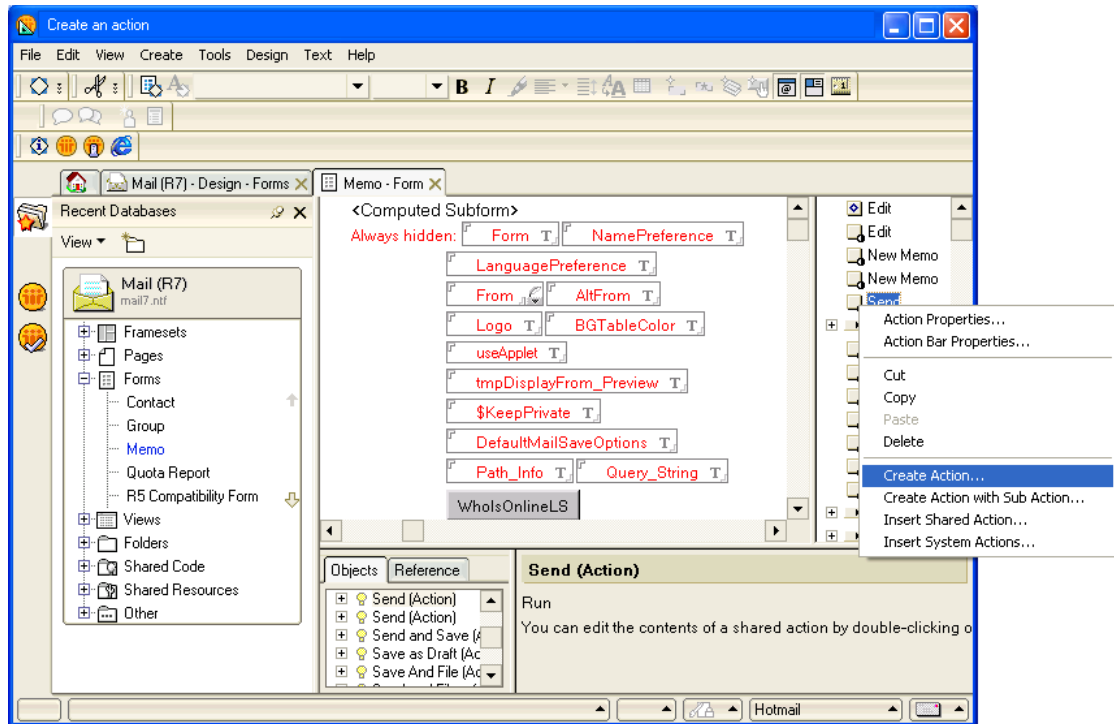 Create an action
File Edit View Create Tools Design Text Help
B I
Mail (R7) - Design - Forms Memo - Form
Recent Databases
View
Mail (R7)
mail7.ntf
Framesets
Pages
Forms
Contact
Group
Memo
Quota Report
R5 Compatibility Form
Views
Folders
Shared Code
Shared Resources
Other
<Computed Subform>
Always hidden: Form T NamePreference T
LanguagePreference T
From AltFrom T
Logo T BGTableColor T
useApplet T
tmpDisplayFrom_Preview T
$KeepPrivate T
DefaultMailSaveOptions T
Path_Info T Query_String T
WhoIsOnlineLS
Edit
Edit
New Memo
New Memo
Send
Action Properties...
Action Bar Properties...
Cut
Copy
Paste
Delete
Create Action...
Create Action with Sub Action...
Insert Shared Action...
Insert System Actions...
Objects Reference
Send (Action)
Send (Action)
Send and Save (A
Save as Draft (Ac
Save And File (Ac
Send (Action)
Run
You can edit the contents of a shared action by double-clicking o
Hotmail